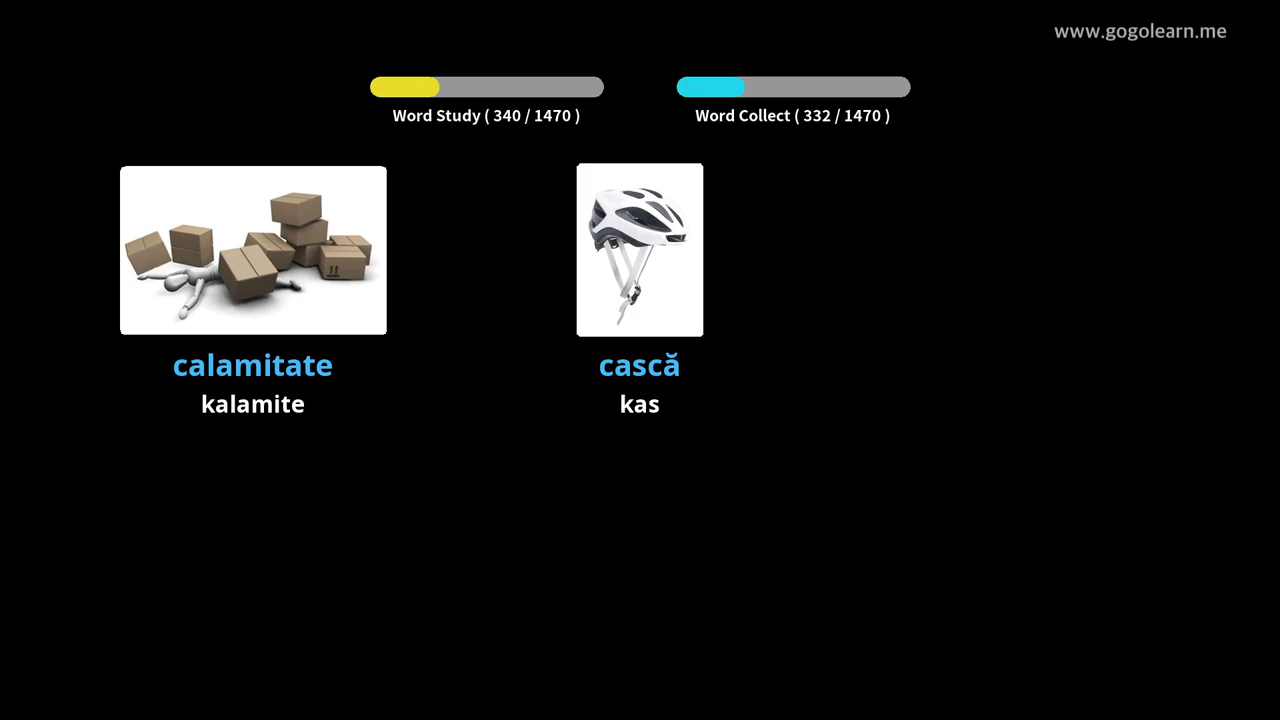 www.gogolearn.me
Word Study ( 340 / 1470 )
Word Collect ( 332 / 1470 )
calamitate
kalamite
cască
kas